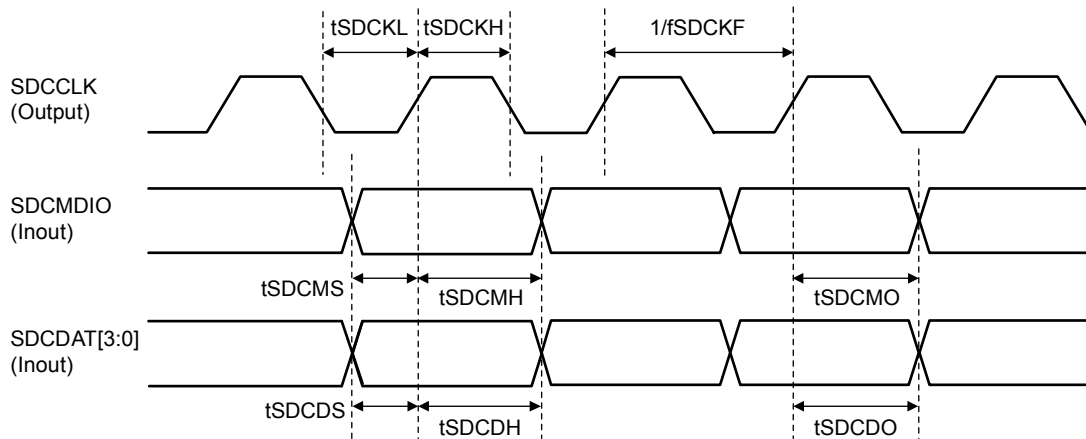 tSDCKL
tSDCKH
1/fSDCKF
SDCCLK
(Output)
SDCMDIO
(Inout)
tSDCMS
tSDCMH
tSDCMO
SDCDAT[3:0]
(Inout)
tSDCDS
tSDCDH
tSDCDO